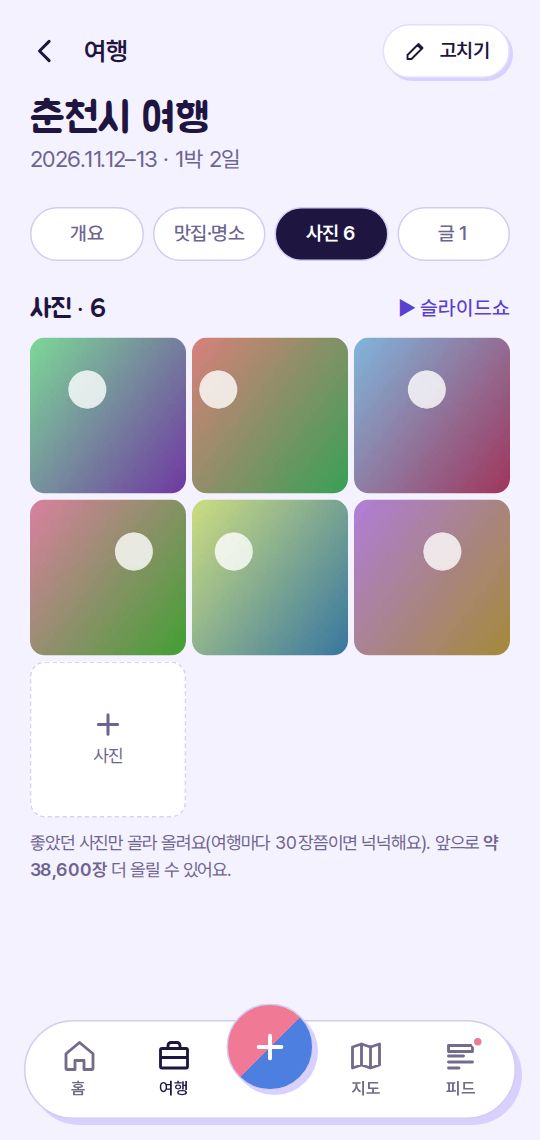 여행
고치기
춘천시 여행
2026.11.12–13 · 1박 2일
개요
맛집·명소
사진 6
글 1
사진 · 6
▶ 슬라이드쇼
사진
좋았던 사진만 골라 올려요(여행마다 30장쯤이면 넉넉해요). 앞으로 약
38,600장 더 올릴 수 있어요.
홈
여행
지도
피드